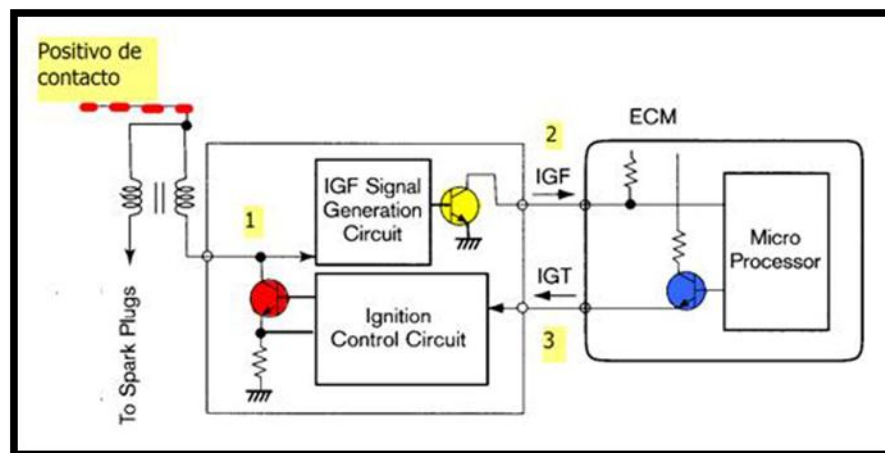 Positivo de
contacto
ECM
2
IGF
IGF Signal
Generation
Circuit
1
Micro
Processor
IGT
Ignition
Control Circuit
3
To Spark Plugs